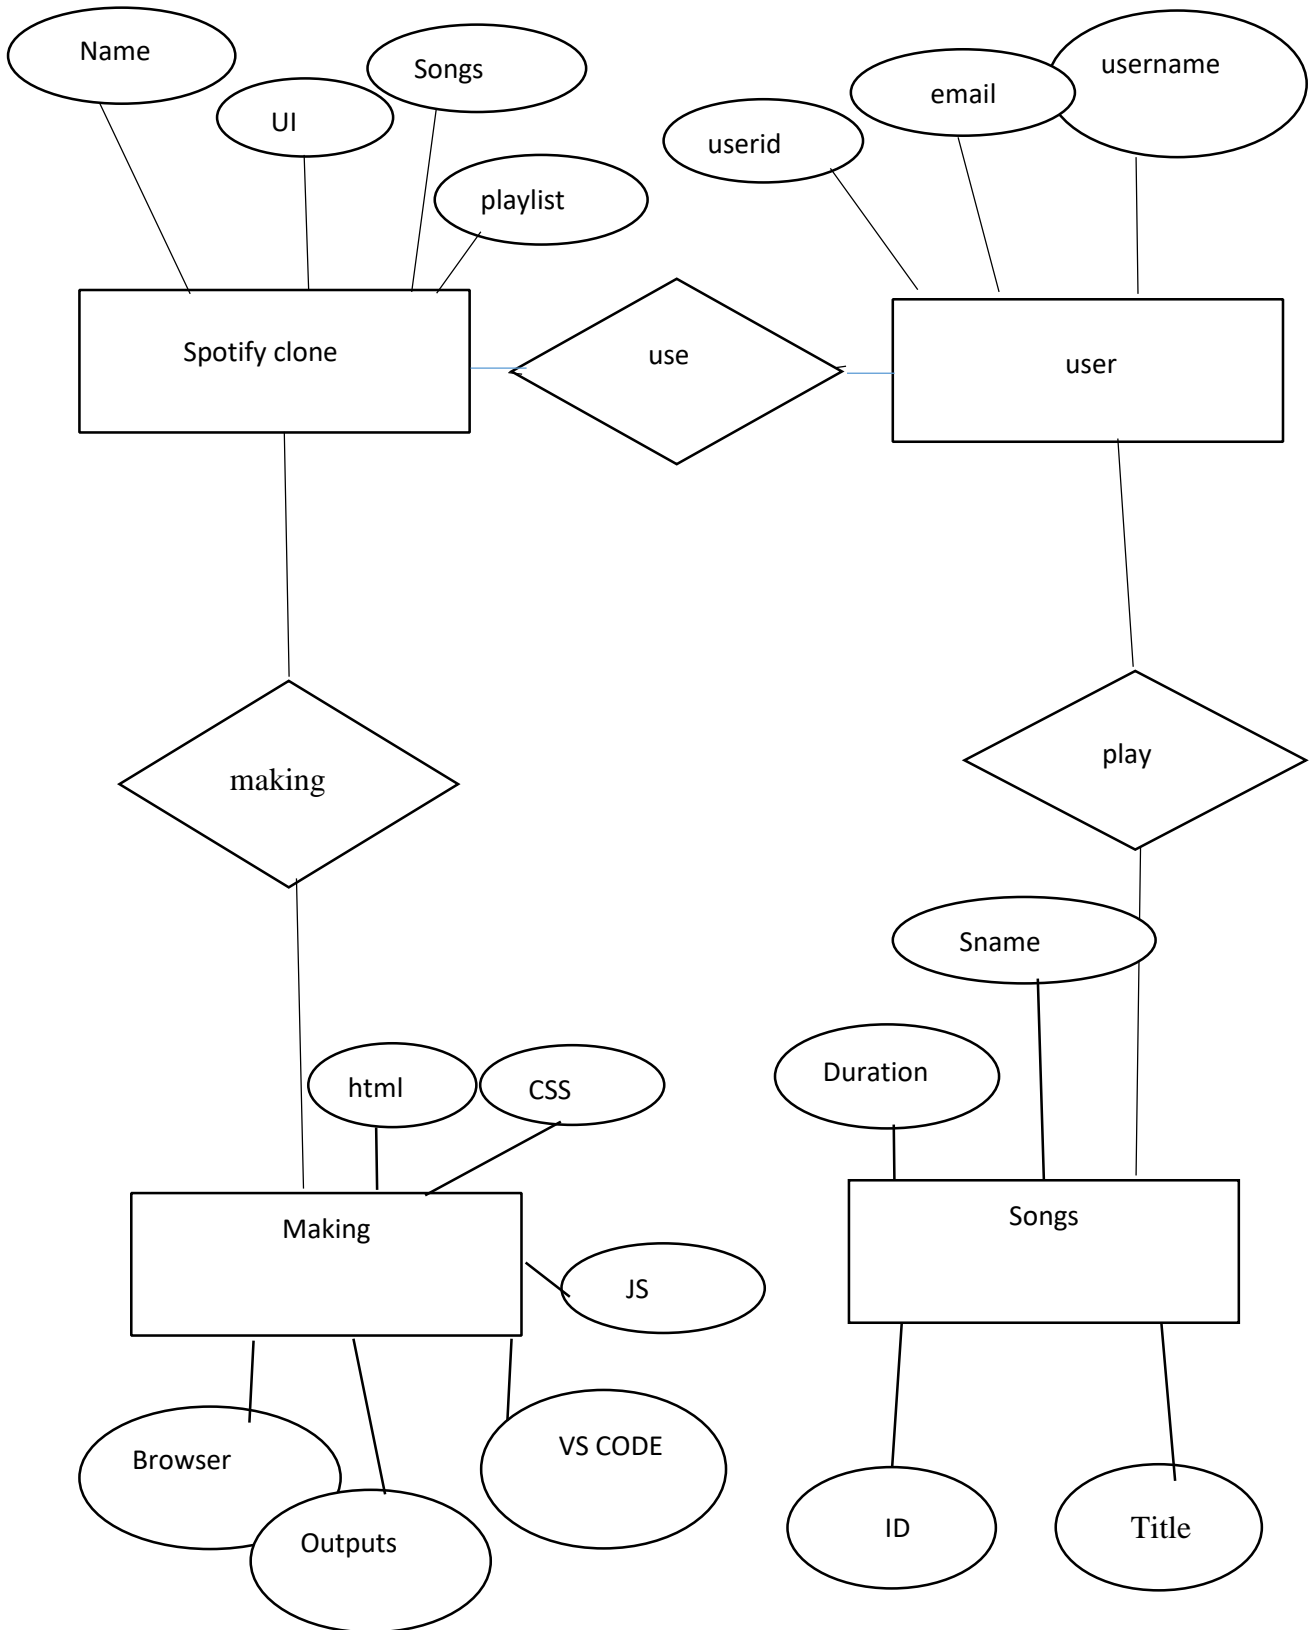 Name
UI
Songs
playlist
userid
email
username
Spotify clone
use
user
making
play
Sname
Duration
html
CSS
Making
JS
Songs
Browser
Outputs
VS CODE
ID
Title